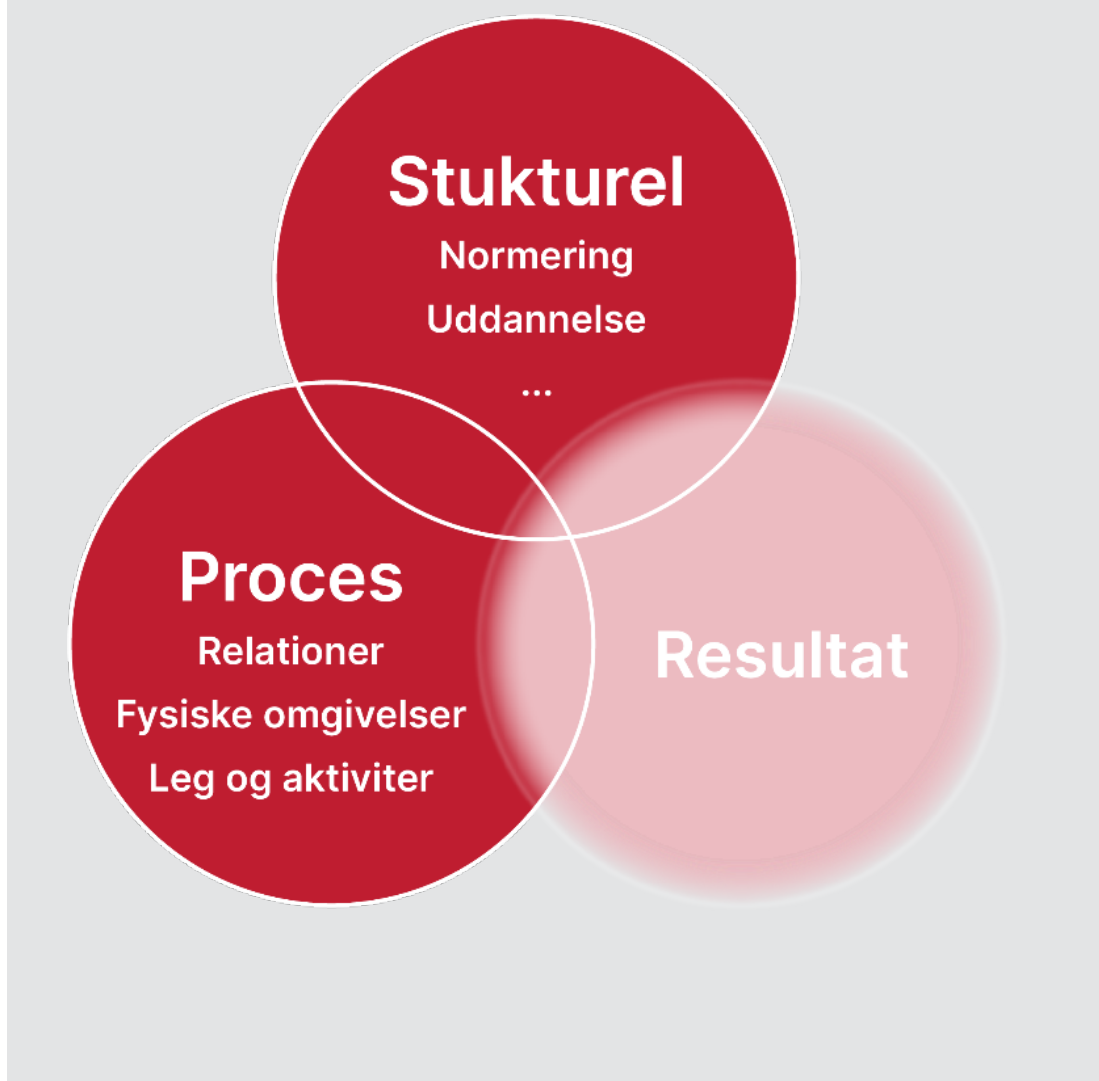 Stukturel
Normering
Uddannelse
...
Proces
Relationer
Fysiske omgivelser
Leg og aktiviter
Resultat